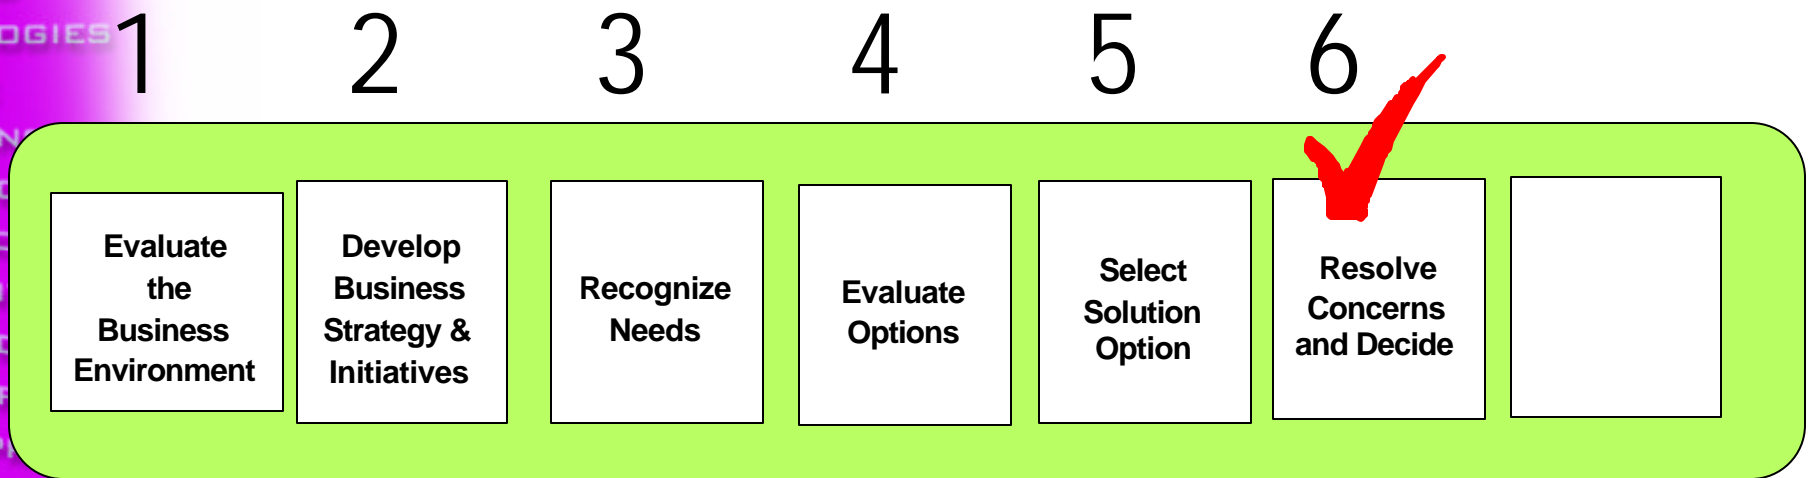 OGIES
1
2
3
4
5
6
Evaluate
the
Business
Environment
Develop
Business
Strategy &
Initiatives
Recognize
Needs
Evaluate
Options
Select
Solution
Option
Resolve
Concerns
and Decide